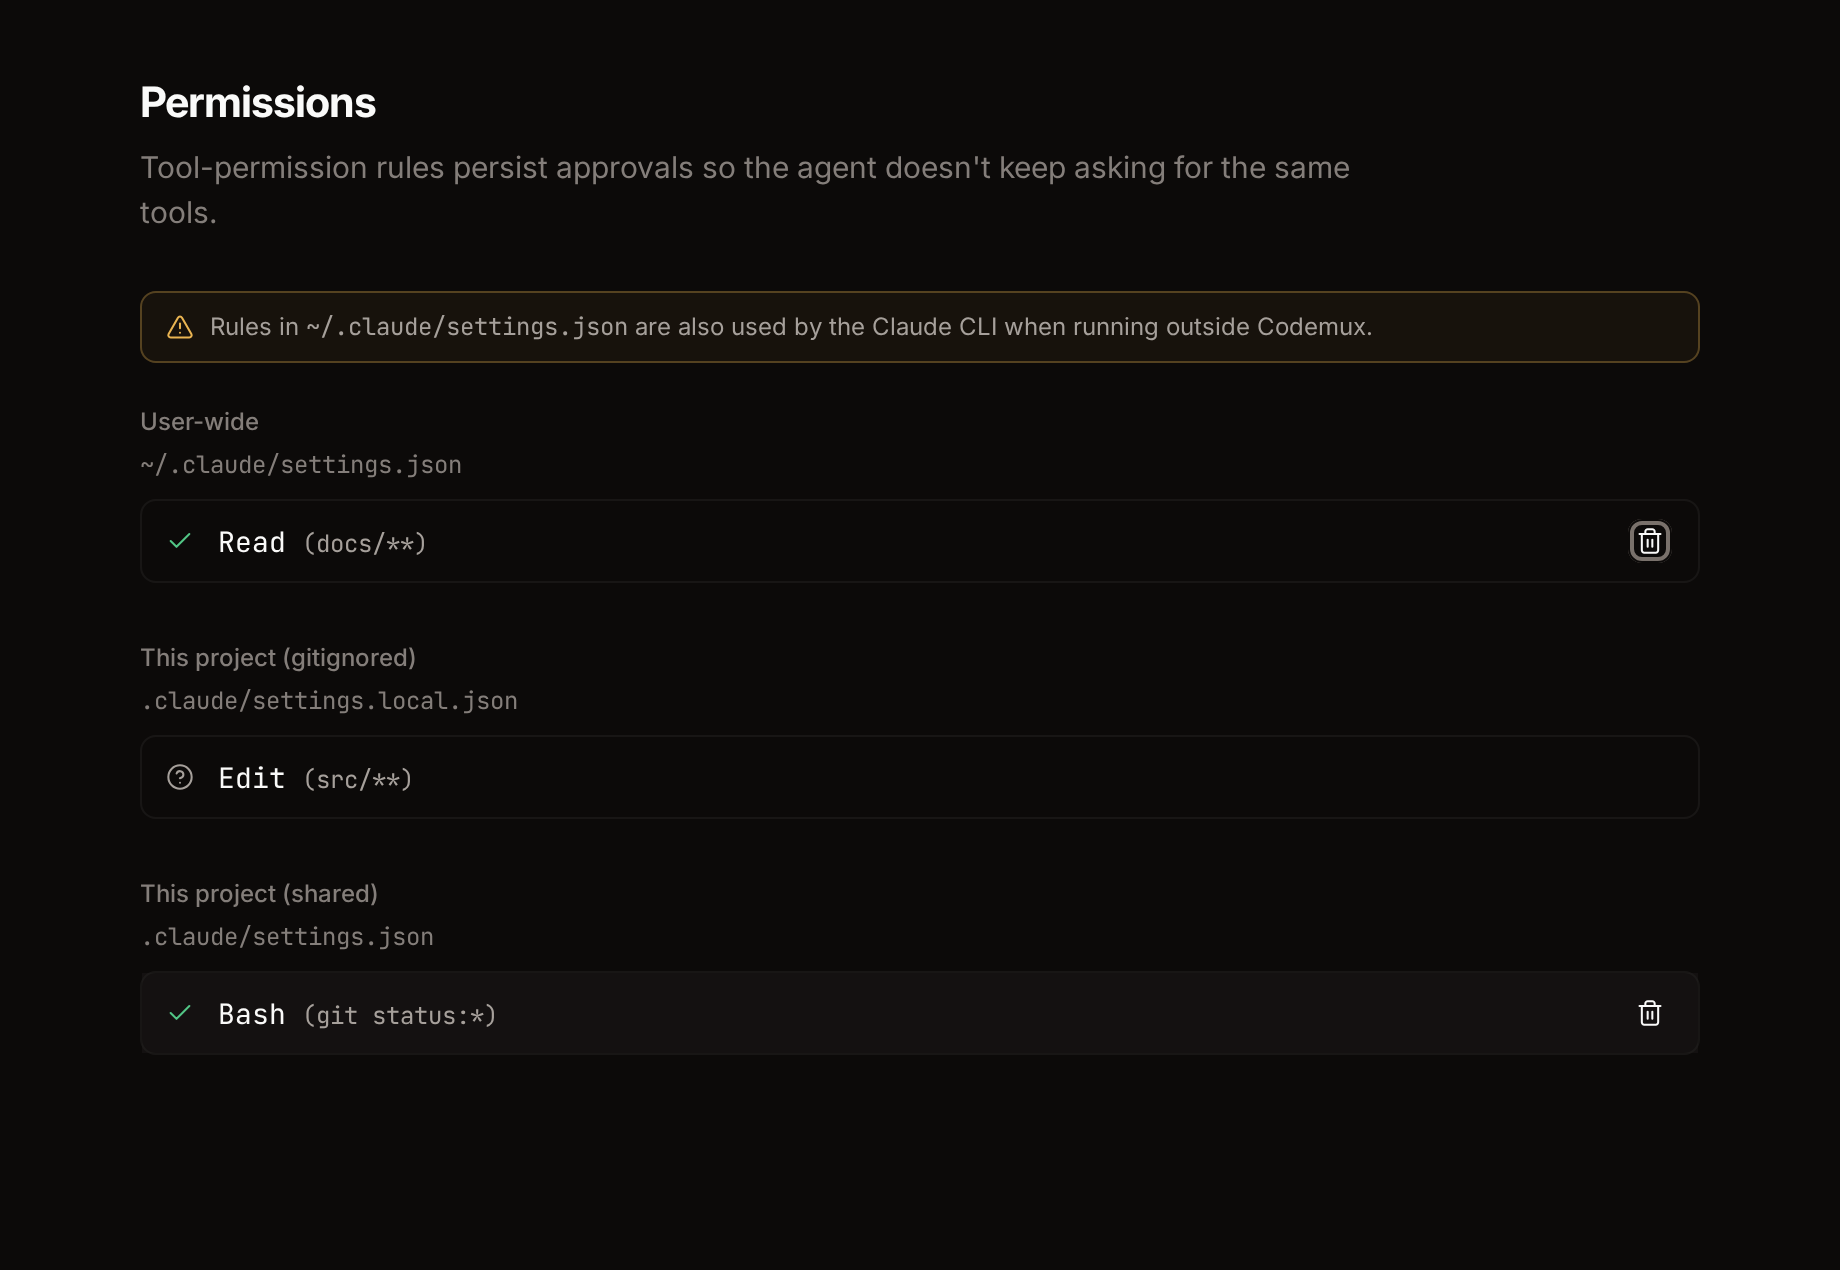 Permissions
Tool-permission rules persist approvals so the agent doesn't keep asking for the same
tools.
Rules in ~/.claude/settings.json are also used by the Claude CLI when running outside Codemux.
User-wide
~/.claude/settings.json
Read (docs/**)
This project (gitignored)
.claude/settings.local.json
Edit (src/**)
This project (shared)
.claude/settings.json
Bash (git status:*)